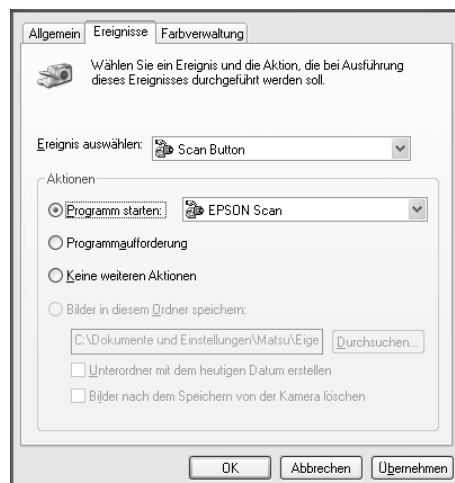 Allgemein Ereignisse Farbverwaltung
Wählen Sie ein Ereignis und die Aktion, die bei Ausführung
dieses Ereignisses durchgeführt werden soll.
Ereignis auswählen: Scan Button
Aktionen
Programm starten: EPSON Scan
Programmaufforderung
Keine weiteren Aktionen
Bilder in diesem Ordner speichern:
C:\Dokumente und Einstellungen\Matsu\Eige Durchsuchen...
Unterordner mit dem heutigen Datum erstellen
Bilder nach dem Speichern von der Kamera löschen
OK Abbrechen Übernehmen